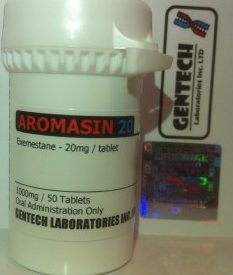 AROMASIN 20
Exemestane - 20mg / tablet
1000mg / 50 Tablets
Oral Administration Only
GENTECH LABORATORIES INC.
GENTECH
Laboratories Inc. LTD